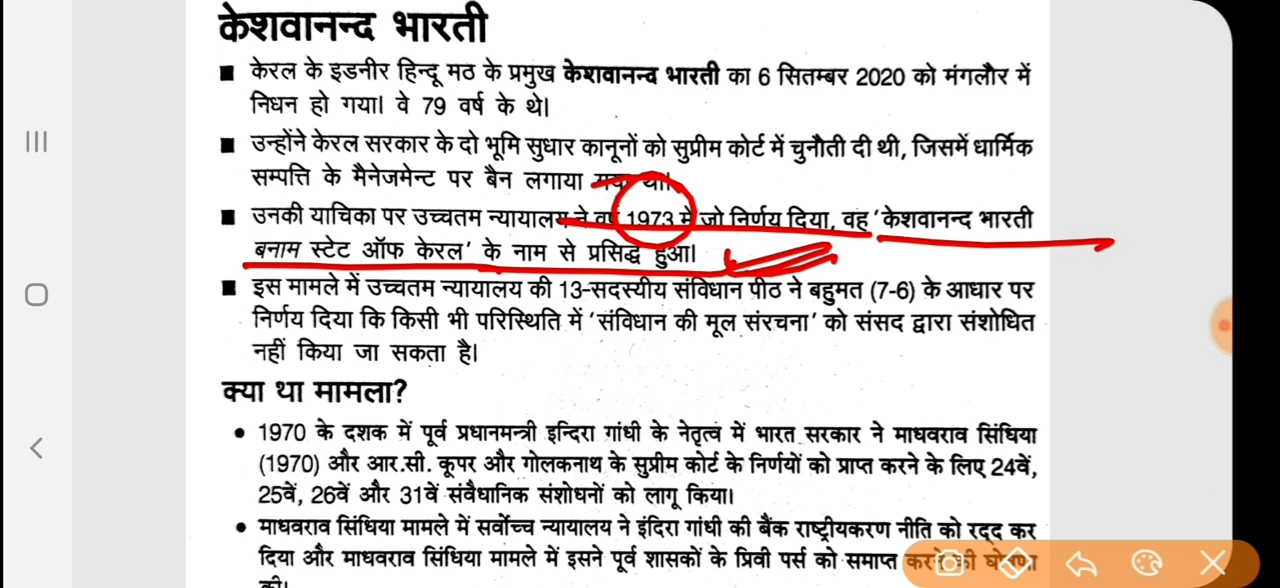 केशवानन्द भारती
■ केरल के इडनीर हिन्दू मठ के प्रमुख केशवानन्द भारती का 6 सितम्बर 2020 को मंगलौर में
निधन हो गया। वे 79 वर्ष के थे।
■ उन्होंने केरल सरकार के दो भूमि सुधार कानूनों को सुप्रीम कोर्ट में चुनौती दी थी, जिसमें धार्मिक
सम्पत्ति के मैनेजमेन्ट पर बैन लगाया गया था।
■ उनकी याचिका पर उच्चतम न्यायालय ने वर्ष 1973 में जो निर्णय दिया, वह 'केशवानन्द भारती
बनाम स्टेट ऑफ केरल' के नाम से प्रसिद्ध हुआ।
■ इस मामले में उच्चतम न्यायालय की 13-सदस्यीय संविधान पीठ ने बहुमत (7-6) के आधार पर
निर्णय दिया कि किसी भी परिस्थिति में 'संविधान की मूल संरचना' को संसद द्वारा संशोधित
नहीं किया जा सकता है।
क्या था मामला?
• 1970 के दशक में पूर्व प्रधानमन्त्री इन्दिरा गांधी के नेतृत्व में भारत सरकार ने माधवराव सिंधिया
(1970) और आर.सी. कूपर और गोलकनाथ के सुप्रीम कोर्ट के निर्णयों को प्राप्त करने के लिए 24वें,
25वें, 26वें और 31वें संवैधानिक संशोधनों को लागू किया।
• माधवराव सिंधिया मामले में सर्वोच्च न्यायालय ने इंदिरा गांधी की बैंक राष्ट्रीयकरण नीति को रद्द कर
दिया और माधवराव सिंधिया मामले में इसने पूर्व शासकों के प्रिवी पर्स को समाप्त करने की घोषणा
की।